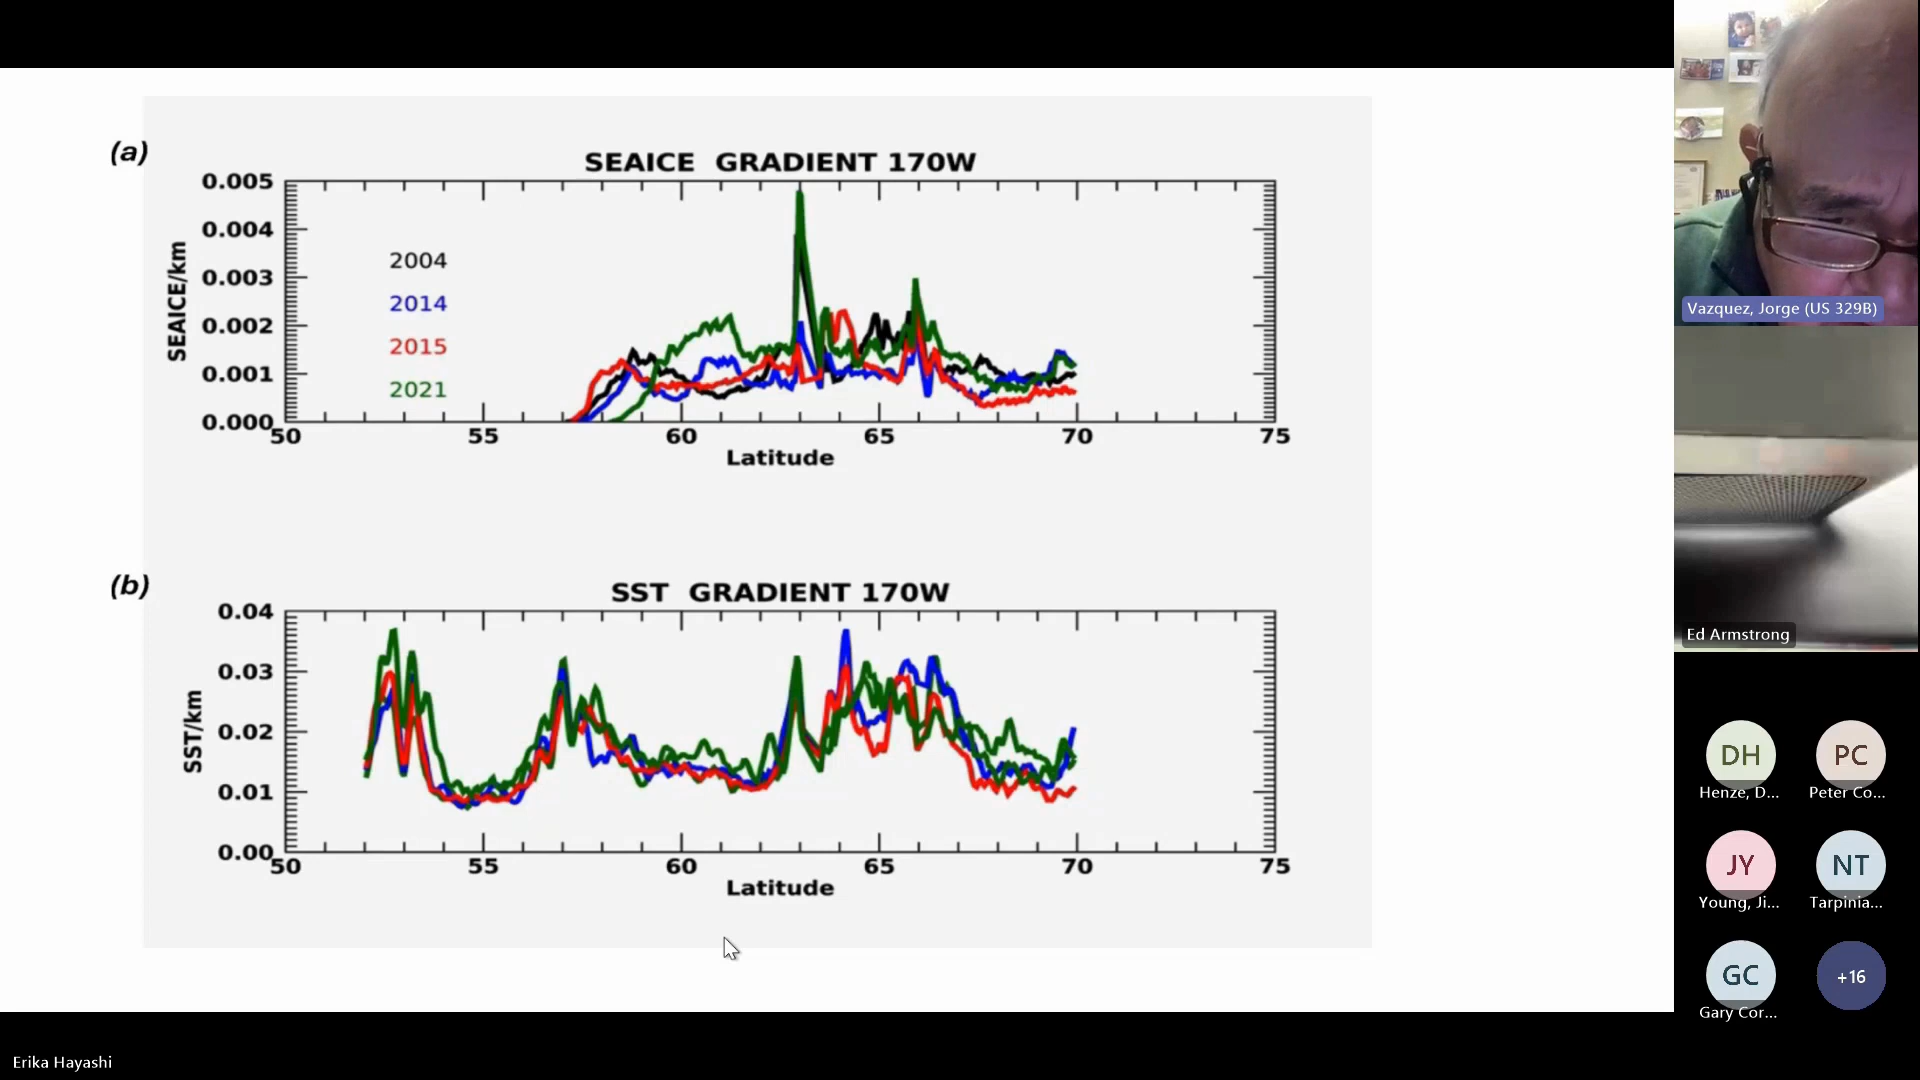 (a)
SEAICE GRADIENT 170W
0.005
0.004
0.003
0.002
0.001
0.000
SEAICE/km
2004
2014
2015
2021
50 55 60 65 70 75
Latitude
(b)
SST GRADIENT 170W
0.04
0.03
0.02
0.01
0.00
SST/km
50 55 60 65 70 75
Latitude
Vazquez, Jorge (US 329B)
Ed Armstrong
DH
Henze, D...
PC
Peter Co...
JY
Young, Ji...
NT
Tarpinia...
GC
Gary Cor...
+16
Erika Hayashi